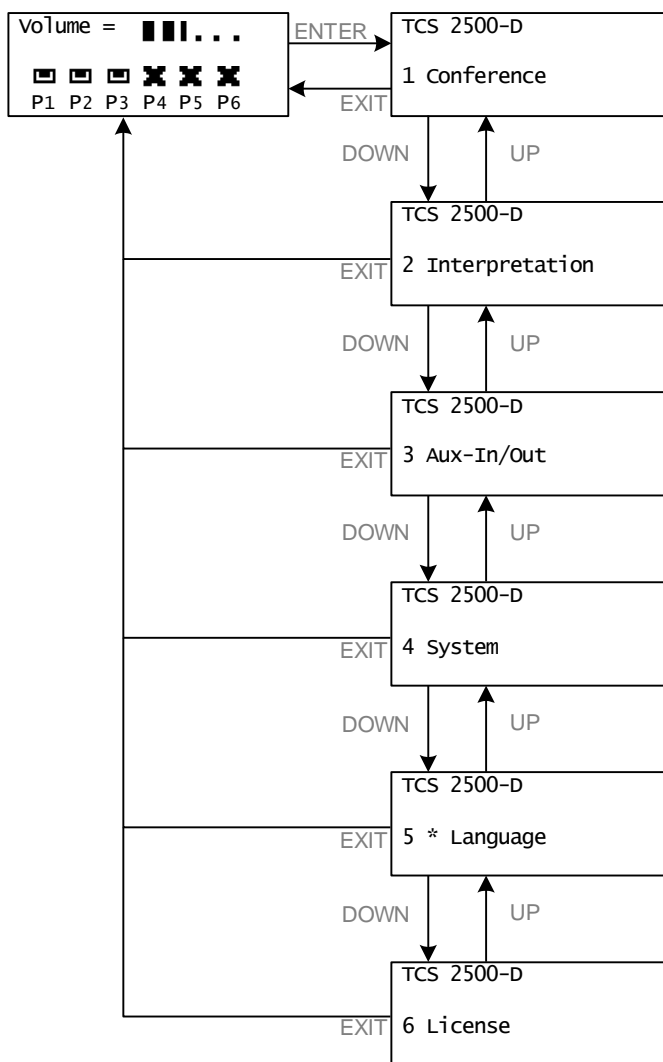 Volume =
P1 P2 P3 P4 P5 P6
ENTER
EXIT
TCS 2500-D
1 Conference
DOWN
UP
TCS 2500-D
2 Interpretation
EXIT
DOWN
UP
TCS 2500-D
3 Aux-In/Out
EXIT
DOWN
UP
TCS 2500-D
4 System
EXIT
DOWN
UP
TCS 2500-D
5 * Language
EXIT
DOWN
UP
TCS 2500-D
6 License
EXIT